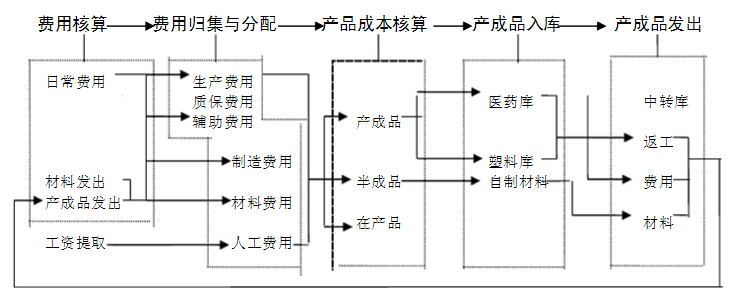 费用核算 费用归集与分配 产品成本核算 产成品入库 产成品发出
日常费用
材料发出
产成品发出
工资提取
生产费用
质保费用
辅助费用
制造费用
材料费用
人工费用
产成品
半成品
在产品
医药库
塑料库
自制材料
中转库
返工
费用
材料